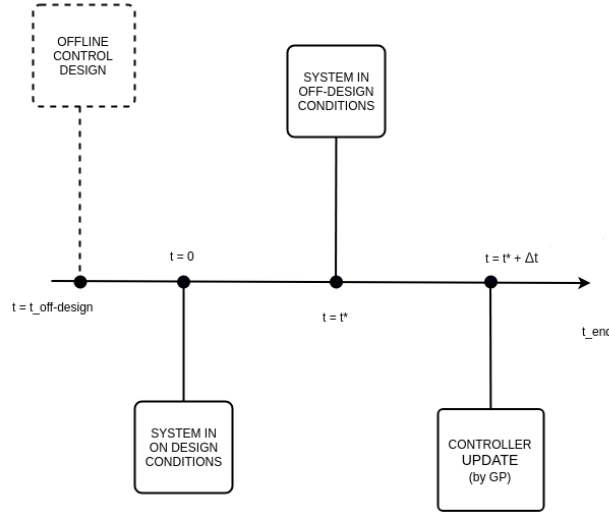 OFFLINE
CONTROL
DESIGN
SYSTEM IN
OFF-DESIGN
CONDITIONS
t = 0
t = t* + Δt
t = t_off-design
t = t*
t_end
SYSTEM IN
ON DESIGN
CONDITIONS
CONTROLLER
UPDATE
(by GP)